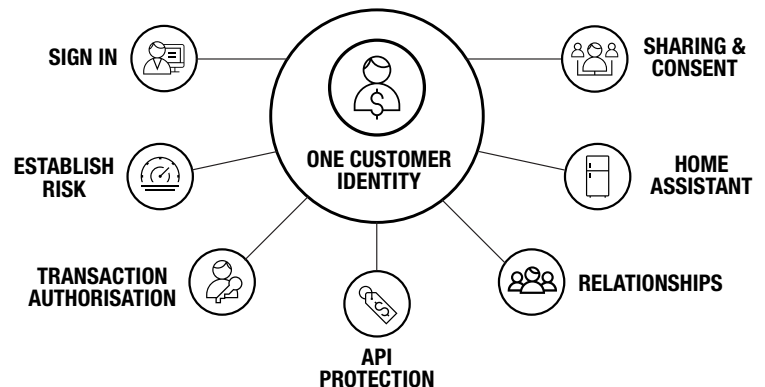 SIGN IN
SHARING &
CONSENT
ONE CUSTOMER
IDENTITY
ESTABLISH
RISK
HOME
ASSISTANT
TRANSACTION
AUTHORISATION
RELATIONSHIPS
API
PROTECTION